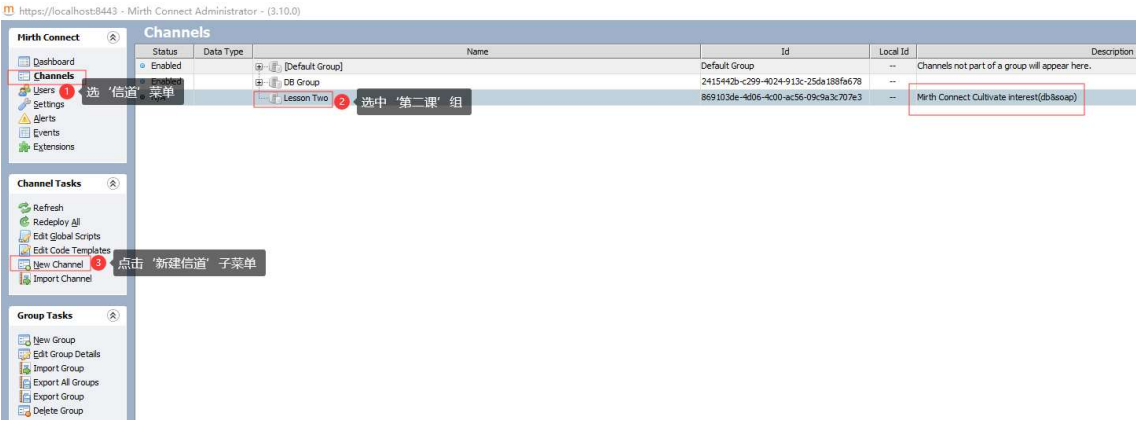 https://localhost:8443 - Mirth Connect Administrator - (3.10.0)
Mirth Connect
Dashboard
Channels
Users
Settings
Alerts
Events
Extensions
1 选‘信道’菜单
Channel Tasks
Refresh
Redeploy All
Edit Global Scripts
Edit Code Templates
New Channel
Import Channel
3 点击‘新建信道’子菜单
Group Tasks
New Group
Edit Group Details
Import Group
Export All Groups
Export Group
Delete Group
Channels
Status Data Type Name Id Local Id Description
Enabled [Default Group] Default Group -- Channels not part of a group will appear here.
Enabled DB Group 2415442b-c299-4024-913c-25da188fa678 --
Lesson Two 869103de-4d06-4c00-ac56-09c9a3c707e3 -- Mirth Connect Cultivate interest(db&soap)
2 选中‘第二课’组